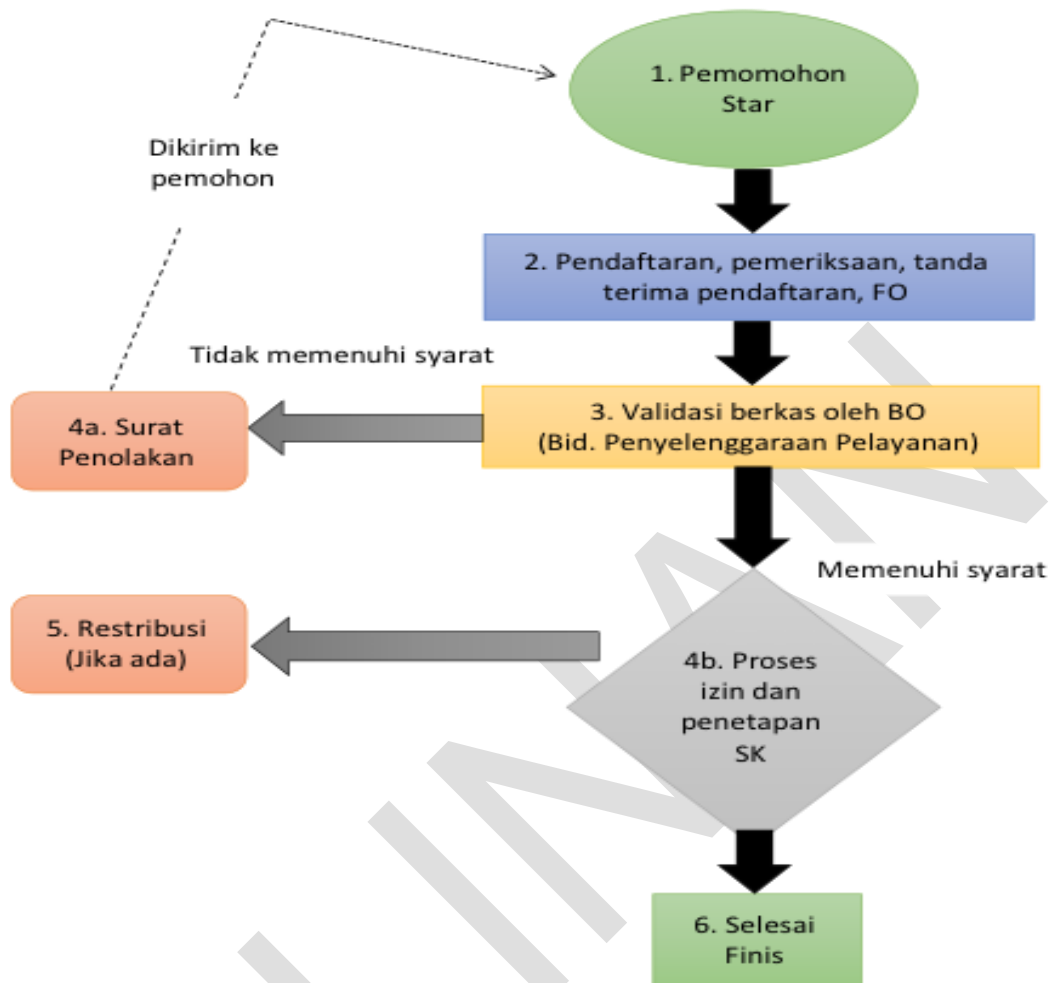 1. Pemomohon
Star
Dikirim ke
pemohon
2. Pendaftaran, pemeriksaan, tanda
terima pendaftaran, FO
Tidak memenuhi syarat
3. Validasi berkas oleh BO
(Bid. Penyelenggaraan Pelayanan)
4a. Surat
Penolakan
Memenuhi syarat
5. Restribusi
(Jika ada)
4b. Proses
izin dan
penetapan
SK
6. Selesai
Finis